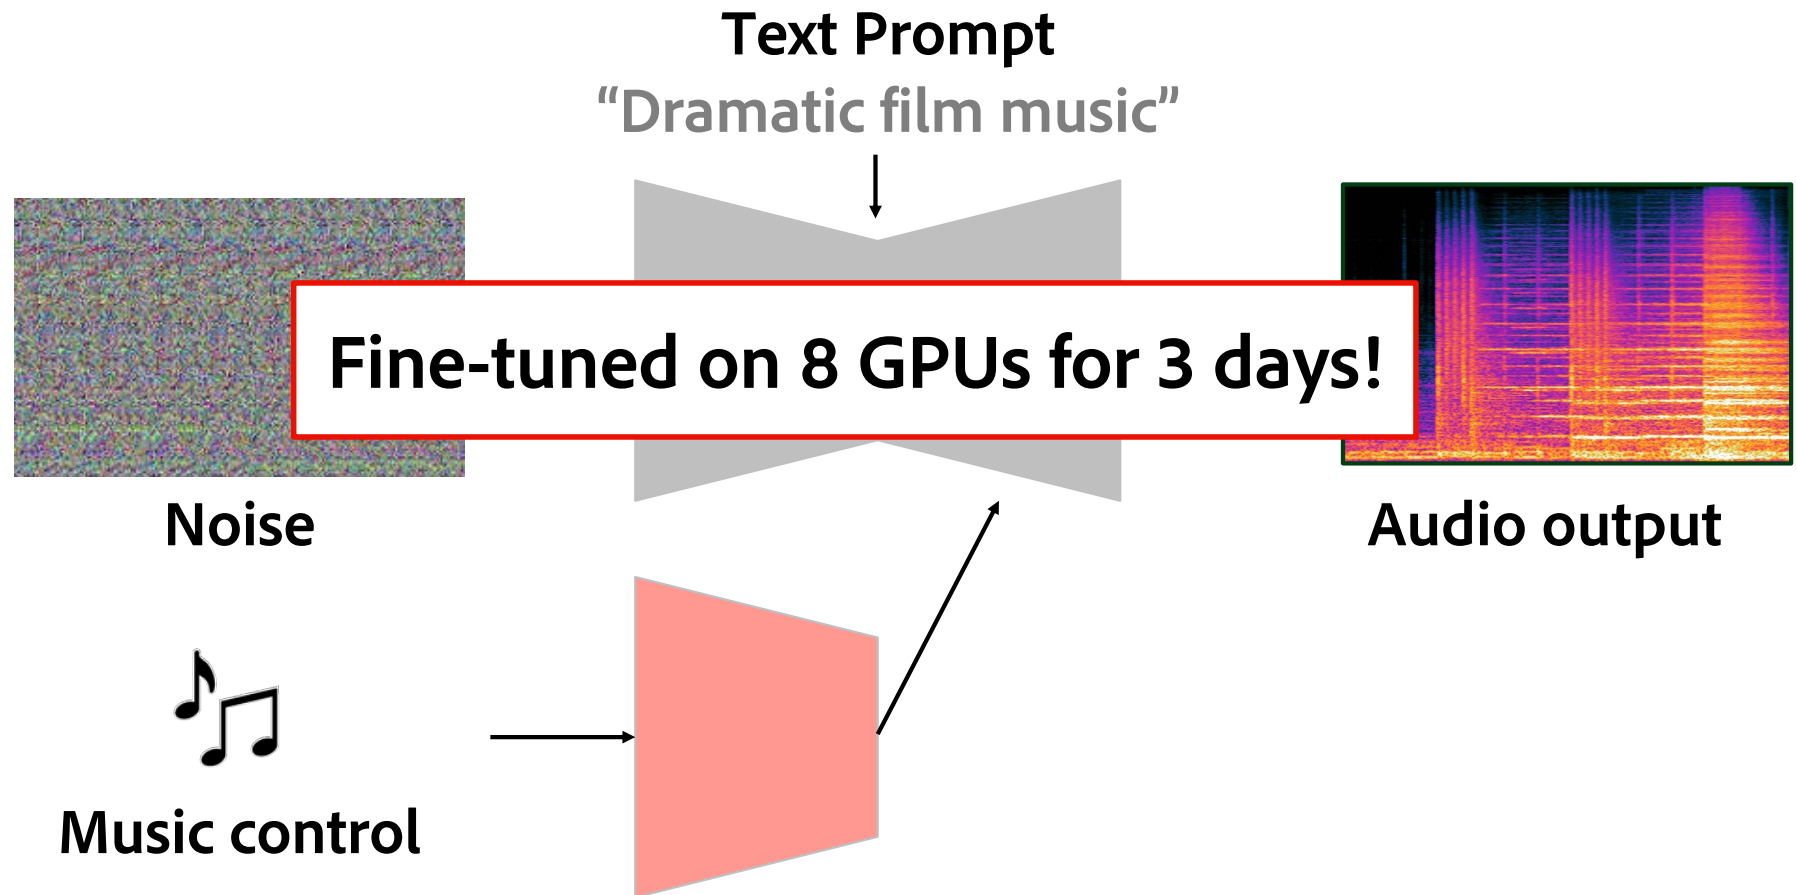 Text Prompt
“Dramatic film music”
Fine-tuned on 8 GPUs for 3 days!
Noise
Audio output
Music control